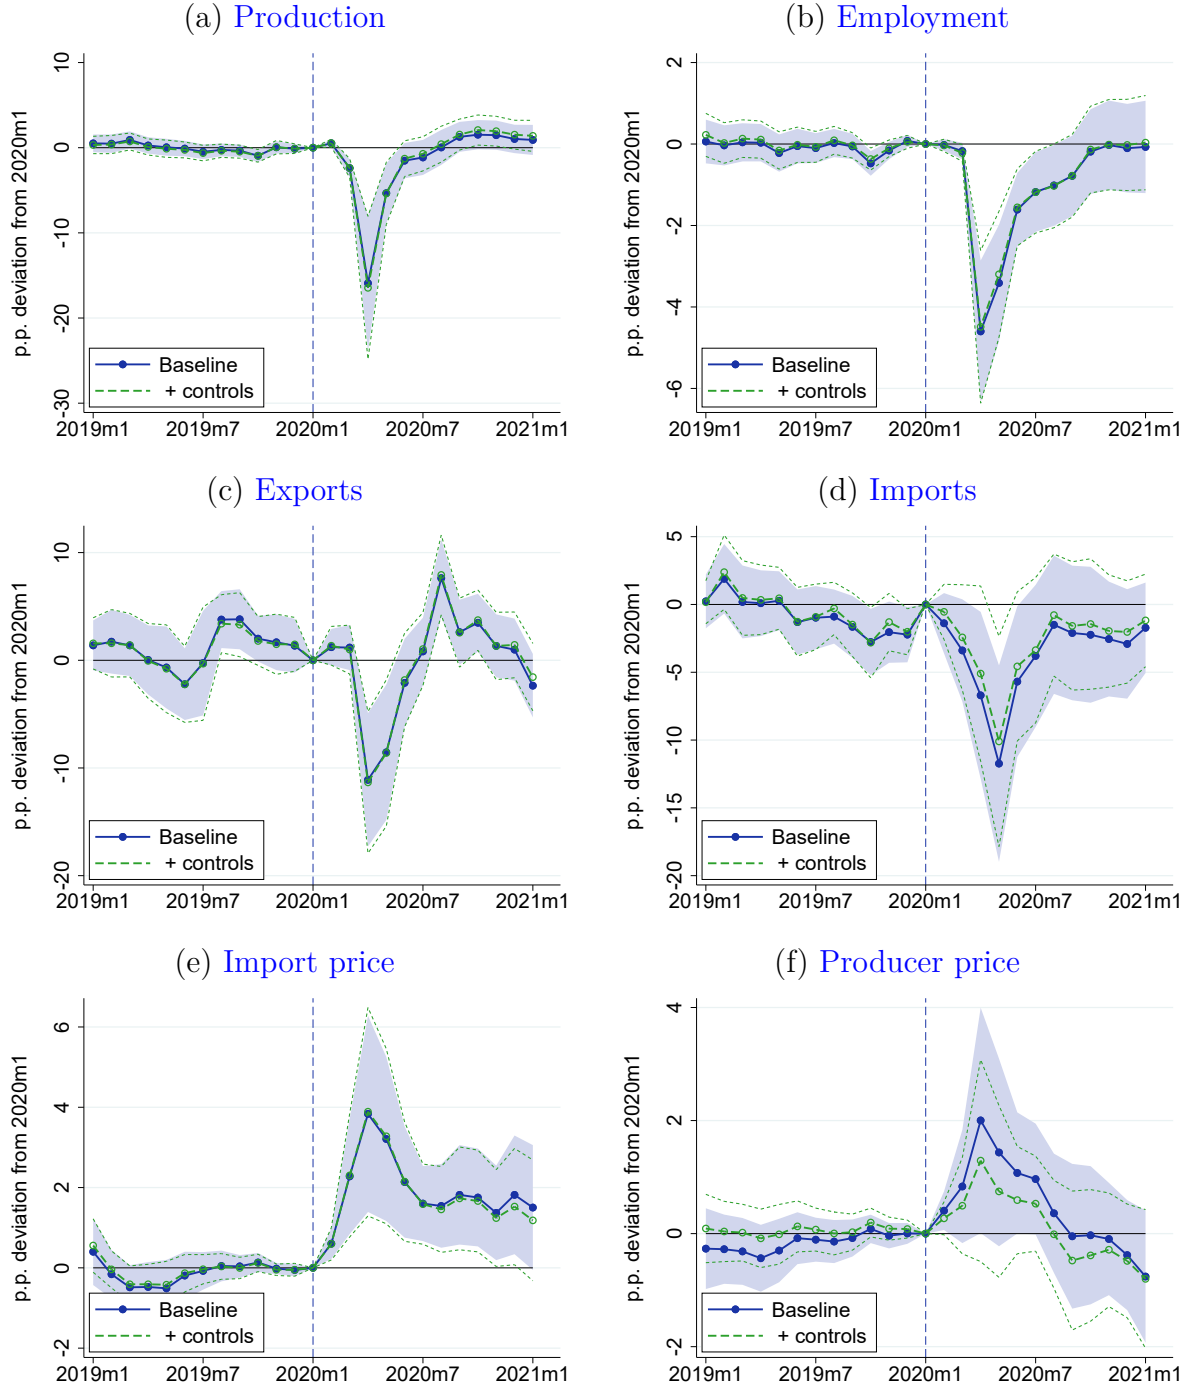 (a) Production
p.p. deviation from 2020m1
10
0
-10
-20
-30
Baseline
+ controls
2019m1 2019m7 2020m1 2020m7 2021m1
(b) Employment
p.p. deviation from 2020m1
2
0
-2
-4
-6
Baseline
+ controls
2019m1 2019m7 2020m1 2020m7 2021m1
(c) Exports
p.p. deviation from 2020m1
10
0
-10
-20
Baseline
+ controls
2019m1 2019m7 2020m1 2020m7 2021m1
(d) Imports
p.p. deviation from 2020m1
5
0
-5
-10
-15
-20
Baseline
+ controls
2019m1 2019m7 2020m1 2020m7 2021m1
(e) Import price
p.p. deviation from 2020m1
6
4
2
0
-2
Baseline
+ controls
2019m1 2019m7 2020m1 2020m7 2021m1
(f) Producer price
p.p. deviation from 2020m1
4
2
0
-2
Baseline
+ controls
2019m1 2019m7 2020m1 2020m7 2021m1